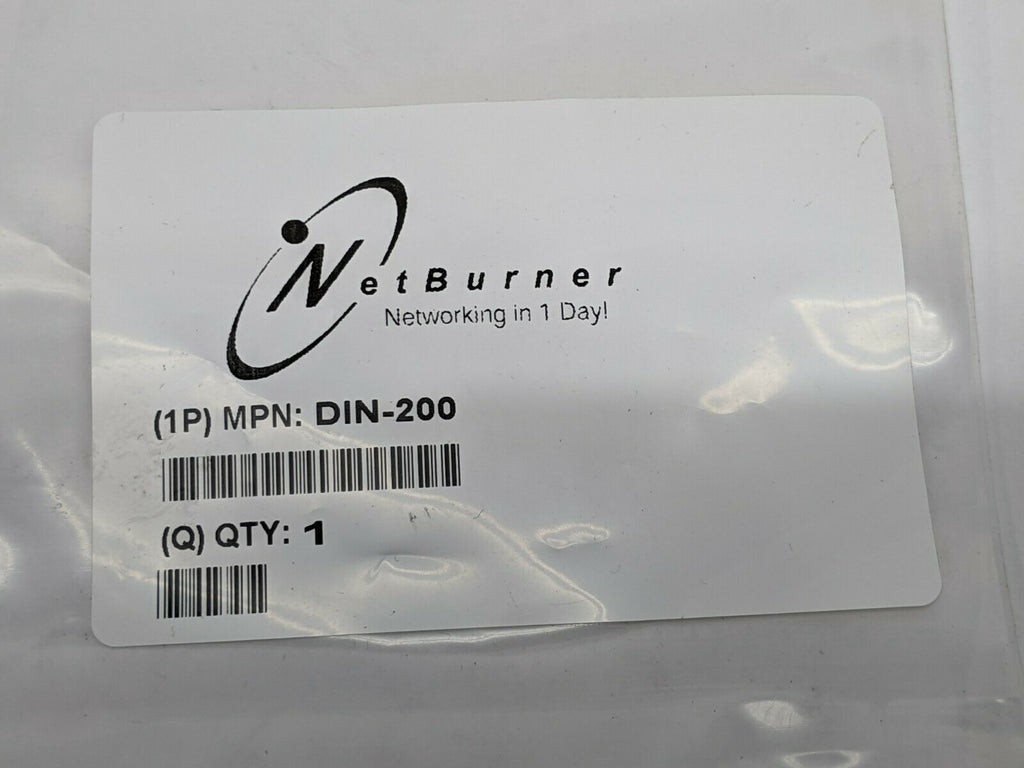 NetBurner
Networking in 1 Day!
(1P) MPN: DIN-200
(Q) QTY: 1